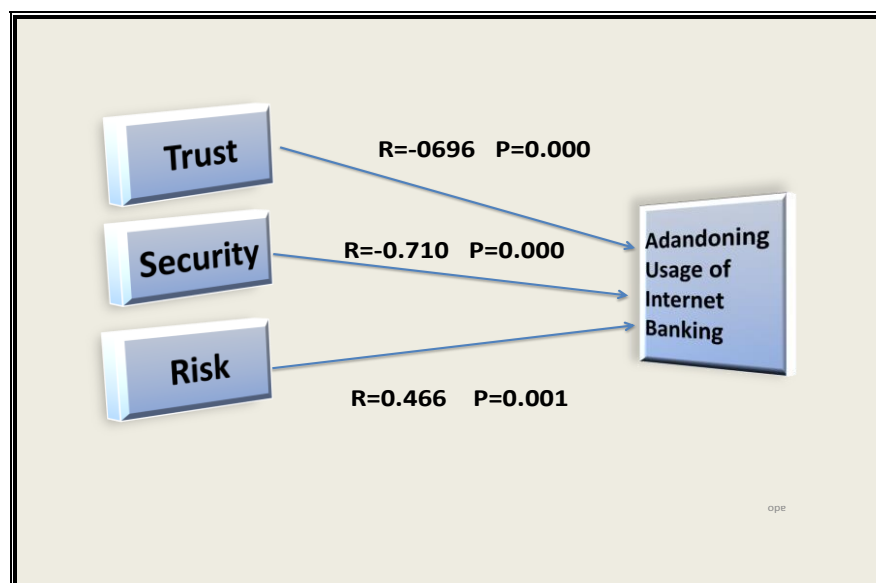 Trust
R=-0696 P=0.000
Security
R=-0.710 P=0.000
Adandoning
Usage of
Internet
Banking
Risk
R=0.466 P=0.001
ope